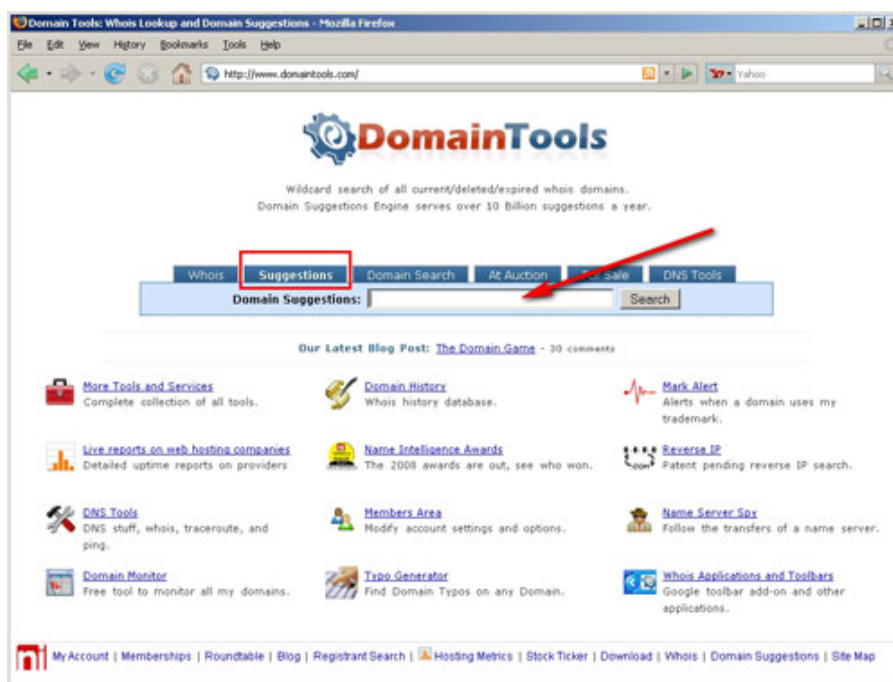 Domain Tools: Whois Lookup and Domain Suggestions - Mozilla Firefox
File Edit View History Bookmarks Tools Help
http://www.domaintools.com/
Yahoo
DomainTools
Wildcard search of all current/deleted/expired whois domains.
Domain Suggestions Engine serves over 10 Billion suggestions a year.
Whois Suggestions Domain Search At Auction For Sale DNS Tools
Domain Suggestions: Search
Our Latest Blog Post: The Domain Game - 30 comments
More Tools and Services
Complete collection of all tools.
Domain History
Whois history database.
Mark Alert
Alerts when a domain uses my
trademark.
Live reports on web hosting companies
Detailed uptime reports on providers
Name Intelligence Awards
The 2008 awards are out, see who won.
Reverse IP
Patent pending reverse IP search.
DNS Tools
DNS stuff, whois, traceroute, and
ping.
Members Area
Modify account settings and options.
Name Server Spy
Follow the transfers of a name server.
Domain Monitor
Free tool to monitor all my domains.
Typo Generator
Find Domain Typos on any Domain.
Whois Applications and Toolbars
Google toolbar add-on and other
applications.
My Account | Memberships | Roundtable | Blog | Registrant Search | Hosting Metrics | Stock Ticker | Download | Whois | Domain Suggestions | Site Map